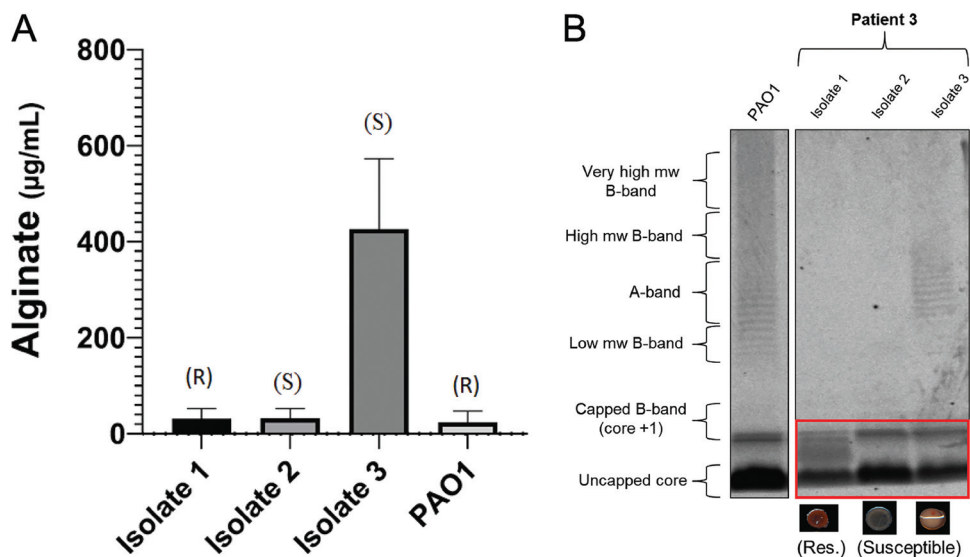 A
Alginate (µg/mL)
800
600
400
200
0
(R)
(S)
(S)
(R)
Isolate 1
Isolate 2
Isolate 3
PAO1
B
Patient 3
PAO1
Isolate 1
Isolate 2
Isolate 3
Very high mw
B-band
High mw B-band
A-band
Low mw B-band
Capped B-band
(core +1)
Uncapped core
(Res.) (Susceptible)